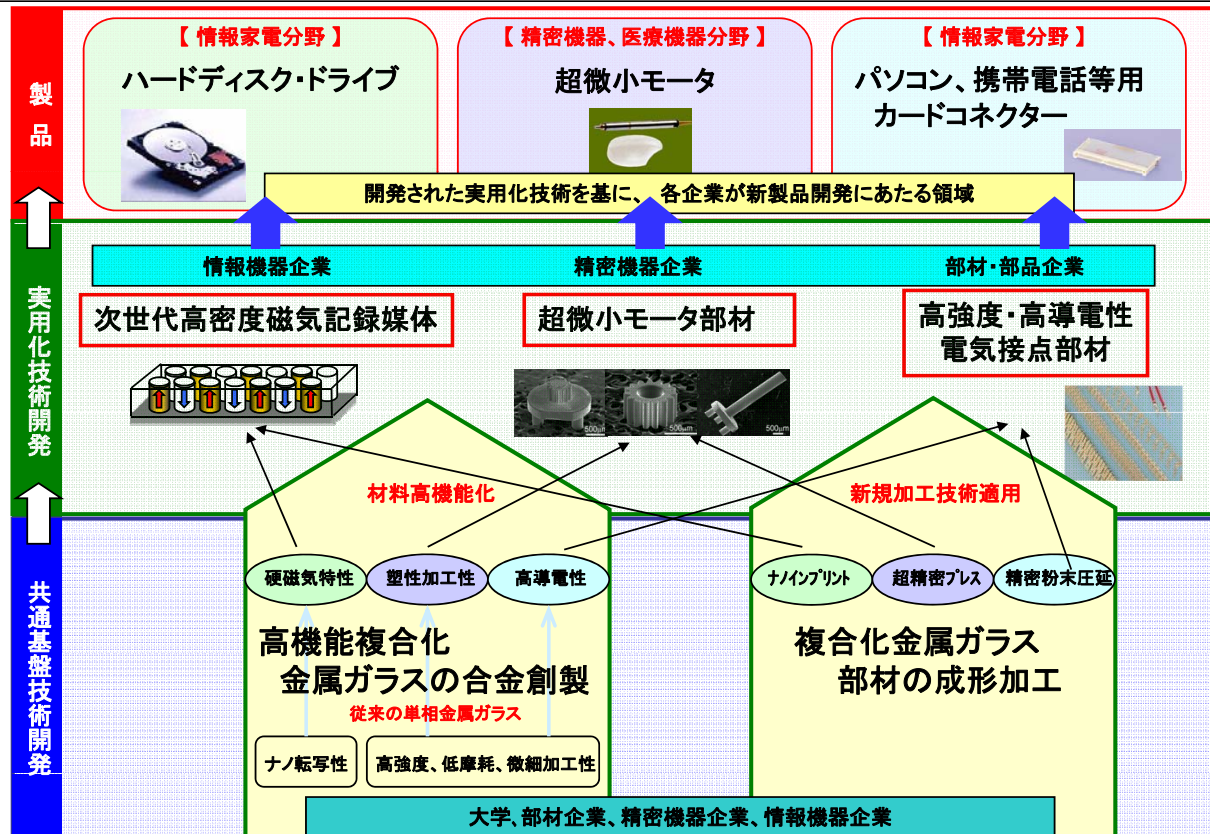 製品
【 情報家電分野 】
ハードディスク・ドライブ
【 精密機器、医療機器分野 】
超微小モータ
【 情報家電分野 】
パソコン、携帯電話等用
カードコネクター
開発された実用化技術を基に、 各企業が新製品開発にあたる領域
実用化技術開発
情報機器企業
精密機器企業
部材・部品企業
次世代高密度磁気記録媒体
超微小モータ部材
高強度・高導電性
電気接点部材
500μm
500μm
500μm
材料高機能化
新規加工技術適用
共通基盤技術開発
硬磁気特性
塑性加工性
高導電性
ナノインプリント
超精密プレス
精密粉末圧延
高機能複合化
金属ガラスの合金創製
従来の単相金属ガラス
複合化金属ガラス
部材の成形加工
ナノ転写性
高強度、低摩耗、微細加工性
大学、部材企業、精密機器企業、情報機器企業